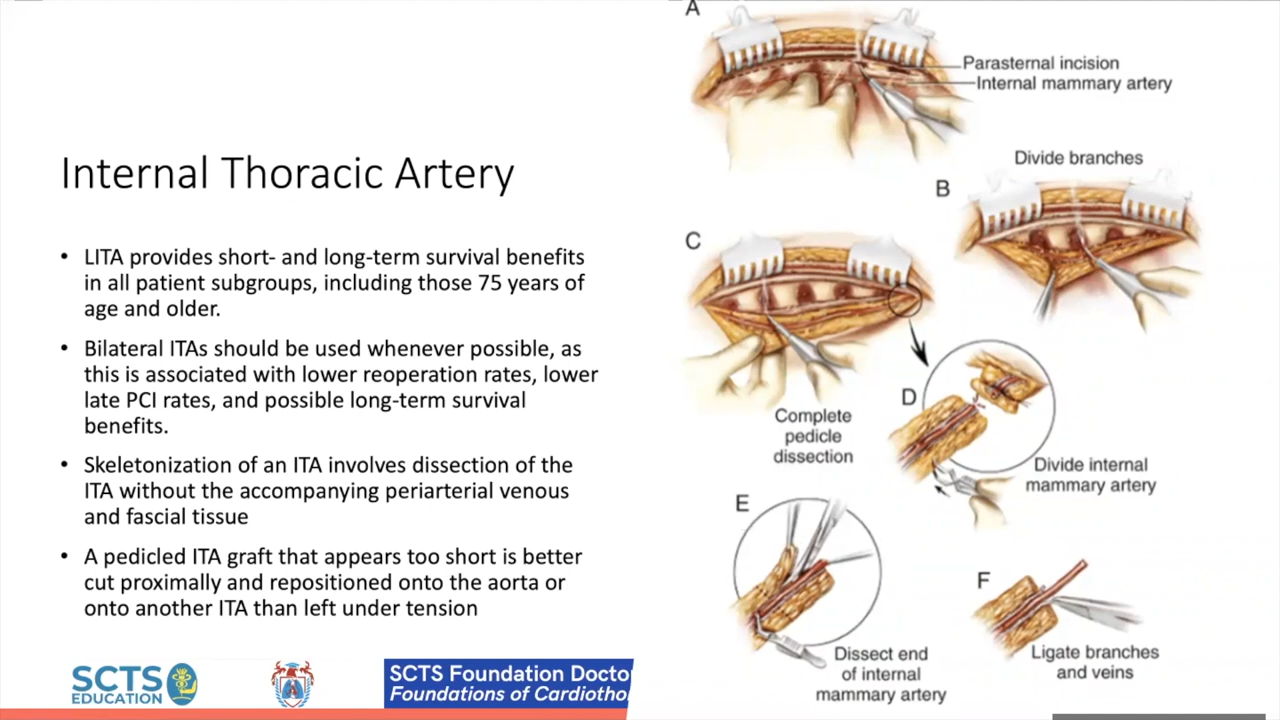 Internal Thoracic Artery
• LITA provides short- and long-term survival benefits
in all patient subgroups, including those 75 years of
age and older.
• Bilateral ITAs should be used whenever possible, as
this is associated with lower reoperation rates, lower
late PCI rates, and possible long-term survival
benefits.
• Skeletonization of an ITA involves dissection of the
ITA without the accompanying periarterial venous
and fascial tissue
• A pedicled ITA graft that appears too short is better
cut proximally and repositioned onto the aorta or
onto another ITA than left under tension
SCTS
EDUCATION
SCTS Foundation Docto
Foundations of Cardiotho
A
Parasternal incision
Internal mammary artery
Divide branches
B
C
Complete
pedicle
dissection
D
Divide internal
mammary artery
E
Dissect end
of internal
mammary artery
F
Ligate branches
and veins